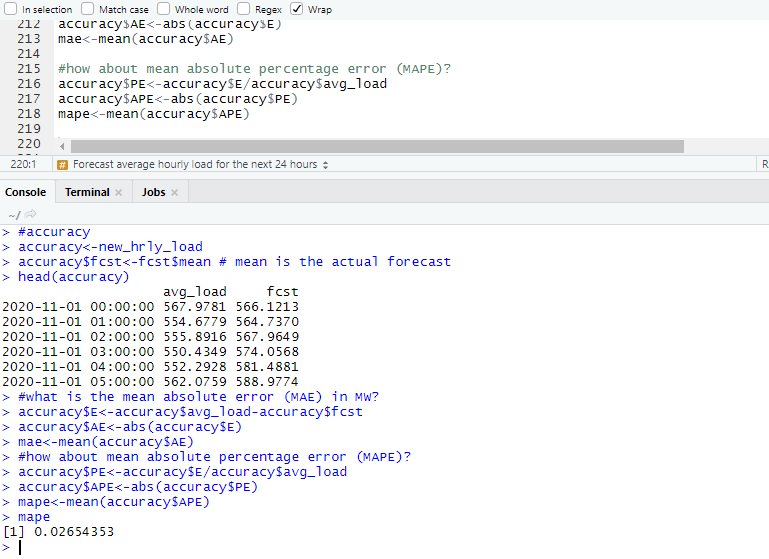 In selection Match case Whole word Regex Wrap
212 accuracy$AE<-abs(accuracy$E)
213 mae<-mean(accuracy$AE)
214
215 #how about mean absolute percentage error (MAPE)?
216 accuracy$PE<-accuracy$E/accuracy$avg_load
217 accuracy$APE<-abs(accuracy$PE)
218 mape<-mean(accuracy$APE)
219
220
220:1 # Forecast average hourly load for the next 24 hours R
Console Terminal Jobs
~/
> #accuracy
> accuracy<-new_hrly_load
> accuracy$fcst<-fcst$mean # mean is the actual forecast
> head(accuracy)
avg_load fcst
2020-11-01 00:00:00 567.9781 566.1213
2020-11-01 01:00:00 554.6779 564.7370
2020-11-01 02:00:00 555.8916 567.9649
2020-11-01 03:00:00 550.4349 574.0568
2020-11-01 04:00:00 552.2928 581.4881
2020-11-01 05:00:00 562.0759 588.9774
> #what is the mean absolute error (MAE) in MW?
> accuracy$E<-accuracy$avg_load-accuracy$fcst
> accuracy$AE<-abs(accuracy$E)
> mae<-mean(accuracy$AE)
> #how about mean absolute percentage error (MAPE)?
> accuracy$PE<-accuracy$E/accuracy$avg_load
> accuracy$APE<-abs(accuracy$PE)
> mape<-mean(accuracy$APE)
> mape
[1] 0.02654353
>